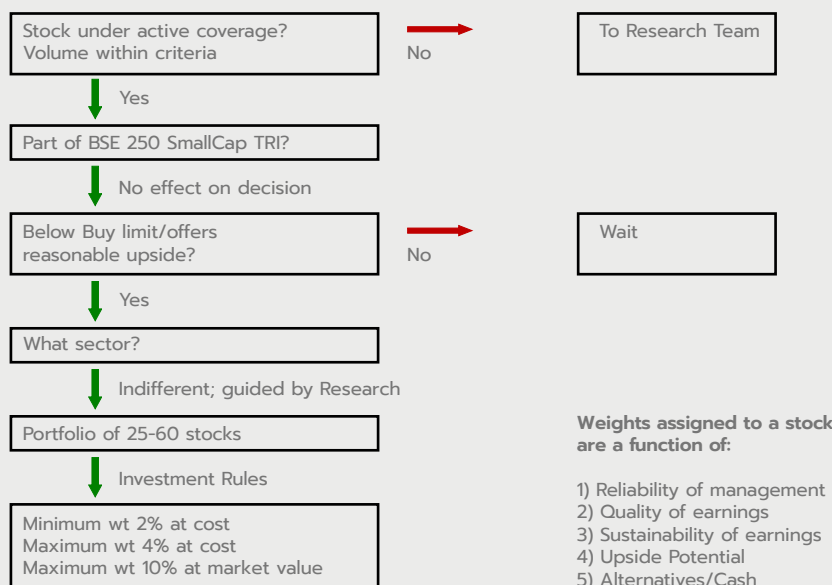 Stock under active coverage?
Volume within criteria
No
To Research Team
Yes
Part of BSE 250 SmallCap TRI?
No effect on decision
Below Buy limit/offers
reasonable upside?
No
Wait
Yes
What sector?
Indifferent; guided by Research
Portfolio of 25-60 stocks
Investment Rules
Minimum wt 2% at cost
Maximum wt 4% at cost
Maximum wt 10% at market value
Weights assigned to a stock
are a function of:
1) Reliability of management
2) Quality of earnings
3) Sustainability of earnings
4) Upside Potential
5) Alternatives/Cash